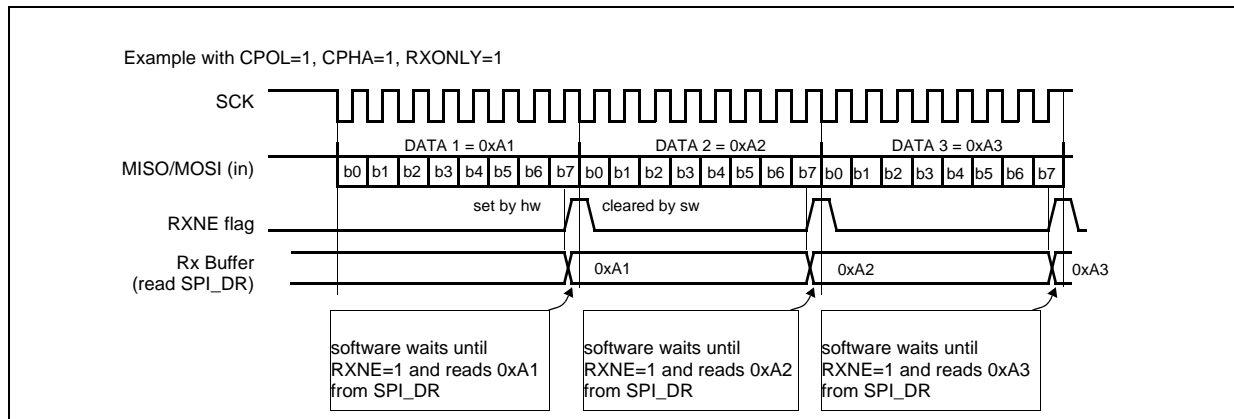 Example with CPOL=1, CPHA=1, RXONLY=1
SCK
DATA 1 = 0xA1 DATA 2 = 0xA2 DATA 3 = 0xA3
MISO/MOSI (in) b0 b1 b2 b3 b4 b5 b6 b7 b0 b1 b2 b3 b4 b5 b6 b7 b0 b1 b2 b3 b4 b5 b6 b7
set by hw cleared by sw
RXNE flag
Rx Buffer
(read SPI_DR)
0xA1 0xA2 0xA3
software waits until
RXNE=1 and reads 0xA1
from SPI_DR
software waits until
RXNE=1 and reads 0xA2
from SPI_DR
software waits until
RXNE=1 and reads 0xA3
from SPI_DR